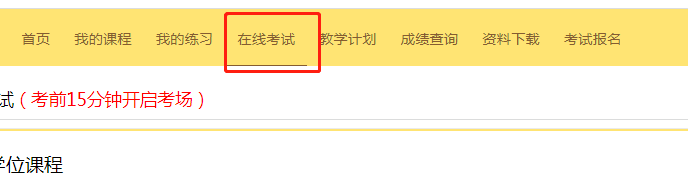 首页 我的课程 我的练习 在线考试 教学计划 成绩查询 资料下载 考试报名
试（考前15分钟开启考场）
学位课程